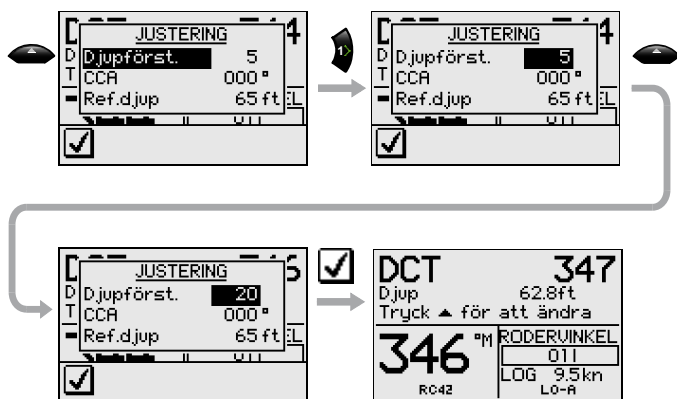 JUSTERING
Djupförst. 5
CCA 000°
Ref.djup 65 ft
1
JUSTERING
Djupförst. 5
CCA 000°
Ref.djup 65 ft
JUSTERING
Djupförst. 20
CCA 000°
Ref.djup 65 ft
DCT 347
Djup 62.8ft
Tryck ▲ för att ändra
346 °M
RC42
RODERVINKEL
011
LOG 9.5kn
LO-A